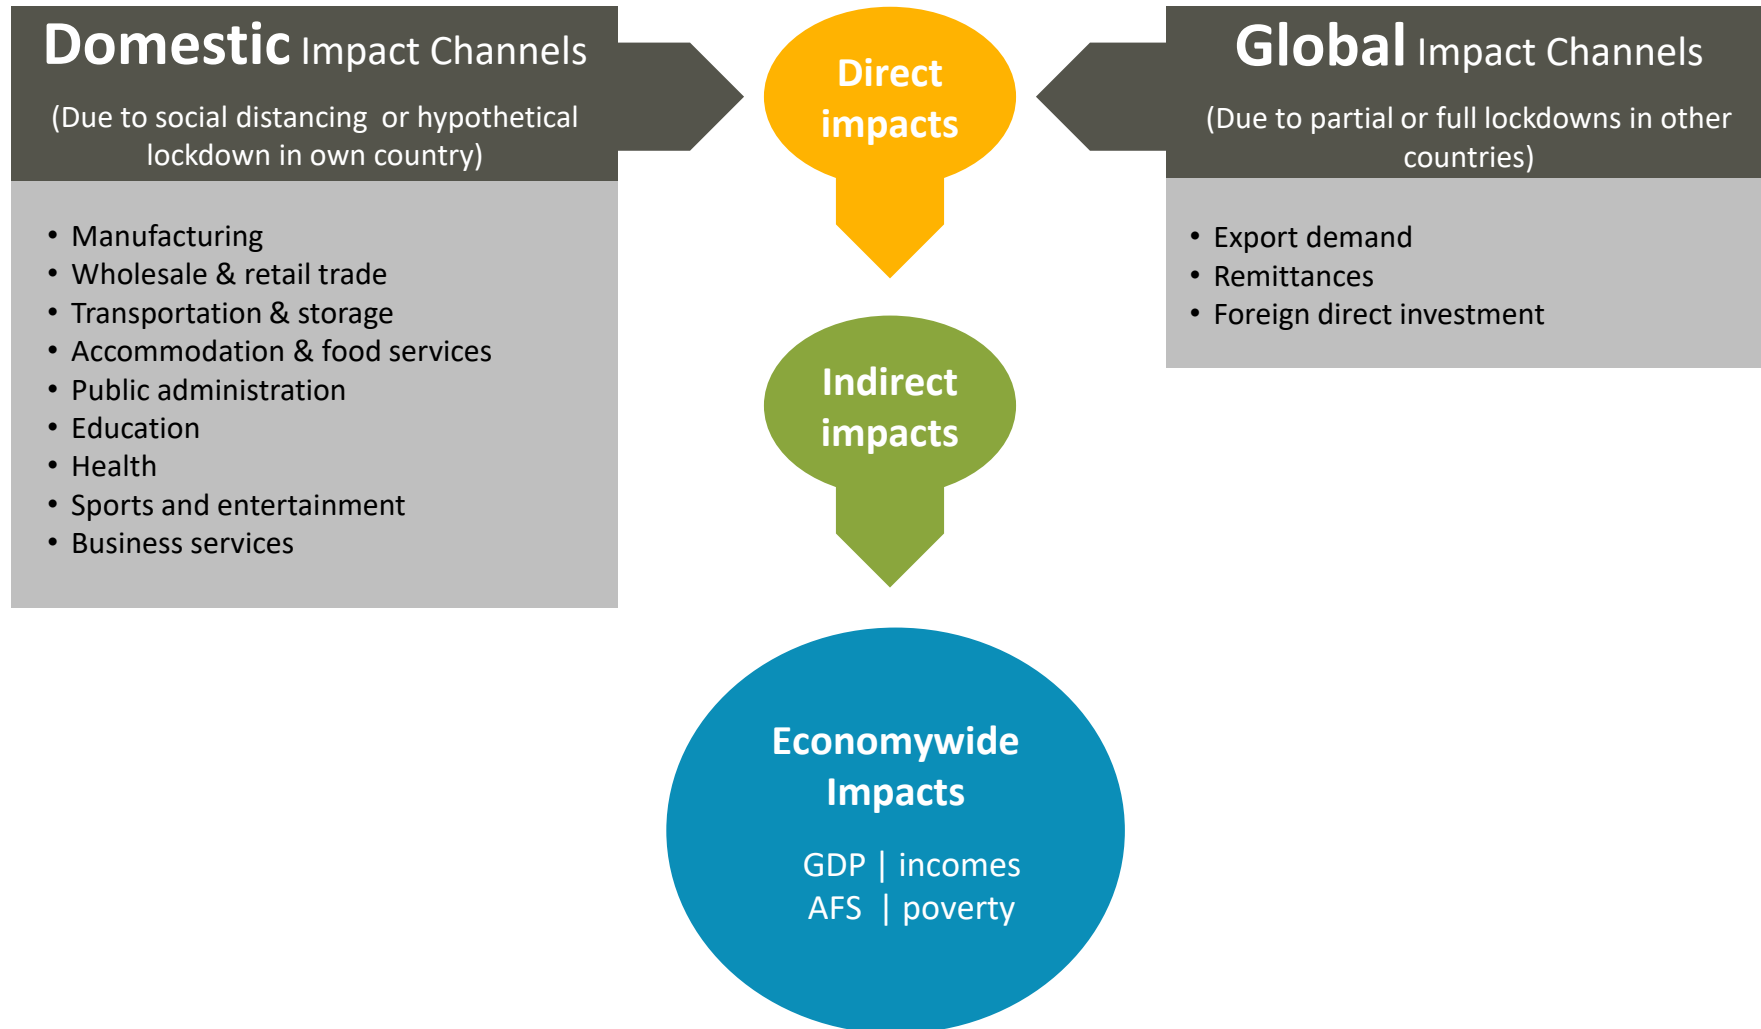 Domestic Impact Channels
(Due to social distancing  or hypothetical
lockdown in own country)
• Manufacturing
• Wholesale & retail trade
• Transportation & storage
• Accommodation & food services
• Public administration
• Education
• Health
• Sports and entertainment
• Business services
Direct
impacts
Indirect
impacts
Economywide
Impacts
GDP | incomes
AFS  | poverty
Global Impact Channels
(Due to partial or full lockdowns in other
countries)
• Export demand
• Remittances
• Foreign direct investment